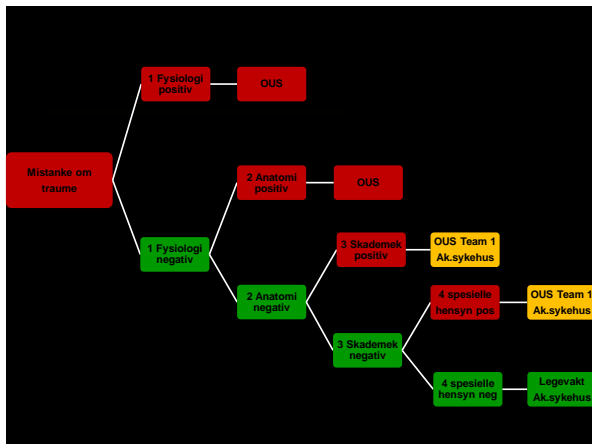 1 Fysiologi
positiv
OUS
Mistanke om
traume
2 Anatomi
positiv
OUS
1 Fysiologi
negativ
3 Skademek
positiv
OUS Team 1
Ak.sykehus
2 Anatomi
negativ
4 spesielle
hensyn pos
OUS Team 1
Ak.sykehus
3 Skademek
negativ
4 spesielle
hensyn neg
Legevakt
Ak.sykehus